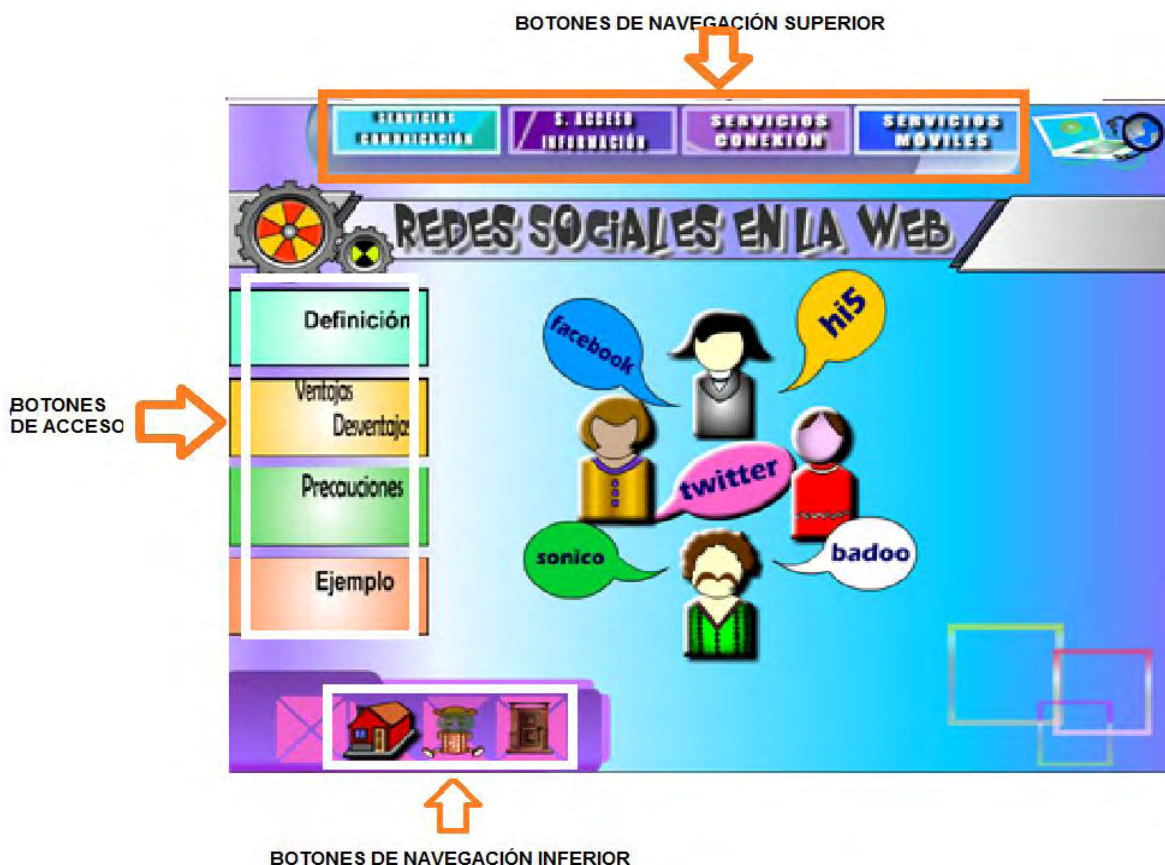 BOTONES DE NAVEGACIÓN SUPERIOR
SERVICIOS
COMUNICACIÓN
S. ACCESO
INFORMACIÓN
SERVICIOS
CONEXIÓN
SERVICIOS
MÓVILES
REDES SOCiALES EN LA WEB
Definición
Ventajas
Desventajas
Precauciones
Ejemplo
BOTONES
DE ACCESO
facebook
hi5
twitter
sonico
badoo
BOTONES DE NAVEGACIÓN INFERIOR